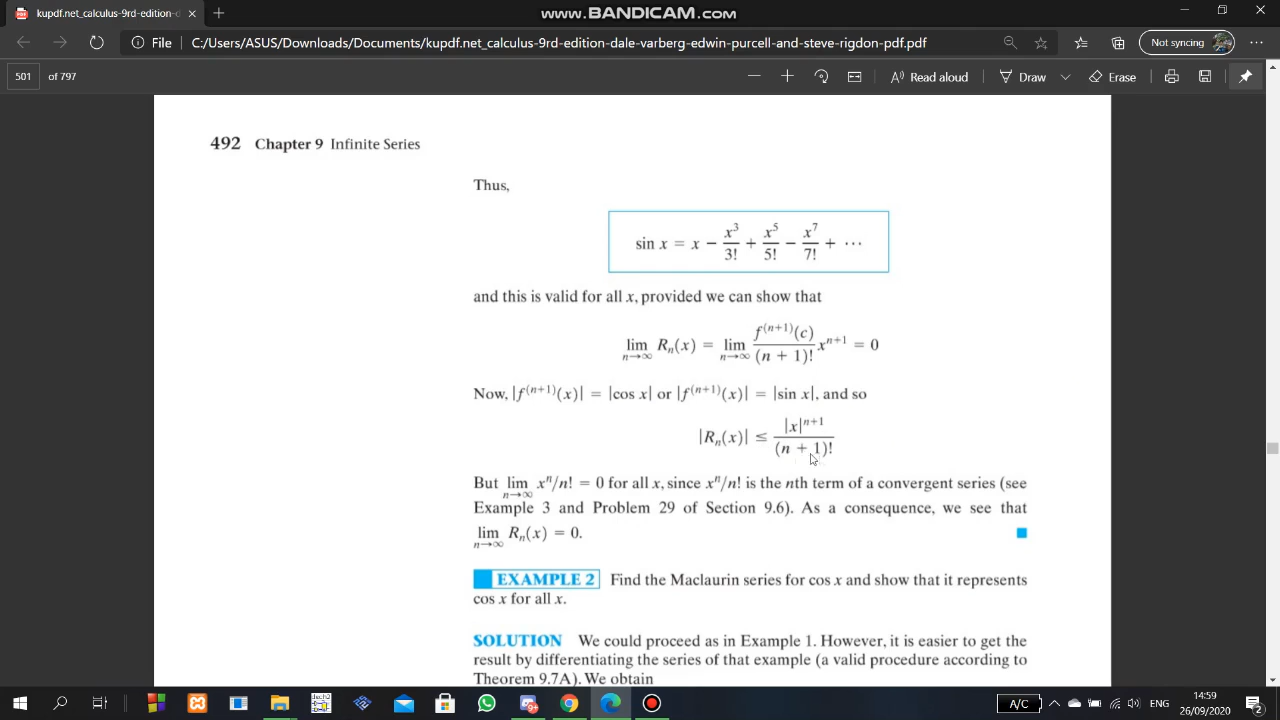 kupdf.net_calculus-9rd-edition-d
www.BANDICAM.com
File
C:/Users/ASUS/Downloads/Documents/kupdf.net_calculus-9rd-edition-dale-varberg-edwin-purcell-and-steve-rigdon-pdf.pdf
Not syncing
501 of 797
Read aloud
Draw
Erase
492 Chapter 9 Infinite Series
Thus,
sin x = x − x³/3! + x⁵/5! − x⁷/7! + ⋯
and this is valid for all x, provided we can show that
lim n→∞ Rₙ(x) = lim n→∞ f⁽ⁿ⁺¹⁾(c)/(n + 1)! xⁿ⁺¹ = 0
Now, |f⁽ⁿ⁺¹⁾(x)| = |cos x| or |f⁽ⁿ⁺¹⁾(x)| = |sin x|, and so
|Rₙ(x)| ≤ |x|ⁿ⁺¹/(n + 1)!
But lim n→∞ xⁿ/n! = 0 for all x, since xⁿ/n! is the nth term of a convergent series (see
Example 3 and Problem 29 of Section 9.6). As a consequence, we see that
lim n→∞ Rₙ(x) = 0.
EXAMPLE 2 Find the Maclaurin series for cos x and show that it represents
cos x for all x.
SOLUTION We could proceed as in Example 1. However, it is easier to get the
result by differentiating the series of that example (a valid procedure according to
Theorem 9.7A). We obtain
A/C
ENG
14:59
26/09/2020